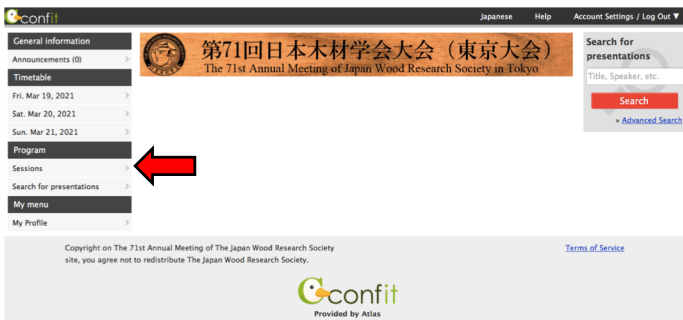 confit
Japanese Help Account Settings / Log Out ▼
General information
Announcements (0) >
Timetable
Fri. Mar 19, 2021 >
Sat. Mar 20, 2021 >
Sun. Mar 21, 2021 >
Program
Sessions >
Search for presentations >
My menu
My Profile >
第71回日本木材学会大会（東京大会）
The 71st Annual Meeting of Japan Wood Research Society in Tokyo
Search for
presentations
Title, Speaker, etc.
Search
» Advanced Search
Copyright on The 71st Annual Meeting of The Japan Wood Research Society
site, you agree not to redistribute The Japan Wood Research Society.
Terms of Service
confit
Provided by Atlas